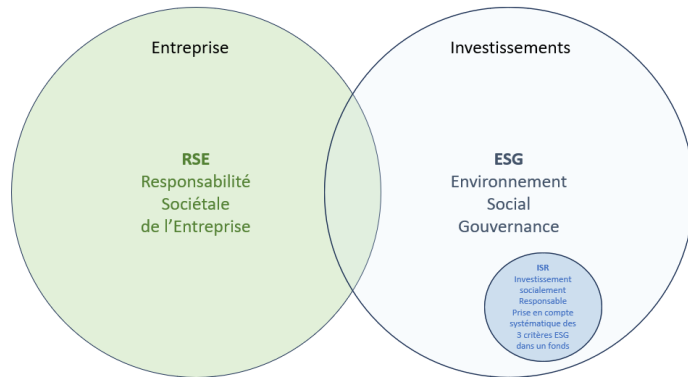 Entreprise
RSE
Responsabilité
Sociétale
de l’Entreprise
Investissements
ESG
Environnement
Social
Gouvernance
ISR
Investissement
socialement
Responsable
Prise en compte
systématique des
3 critères ESG
dans un fonds